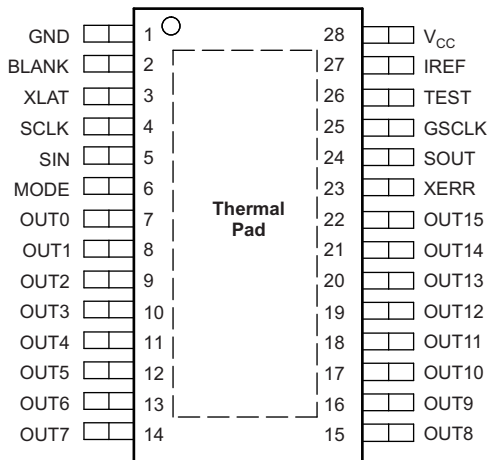 GND 1 28 V_CC
BLANK 2 27 IREF
XLAT 3 26 TEST
SCLK 4 25 GSCLK
SIN 5 24 SOUT
MODE 6 23 XERR
OUT0 7 Thermal 22 OUT15
OUT1 8 Pad 21 OUT14
OUT2 9 20 OUT13
OUT3 10 19 OUT12
OUT4 11 18 OUT11
OUT5 12 17 OUT10
OUT6 13 16 OUT9
OUT7 14 15 OUT8